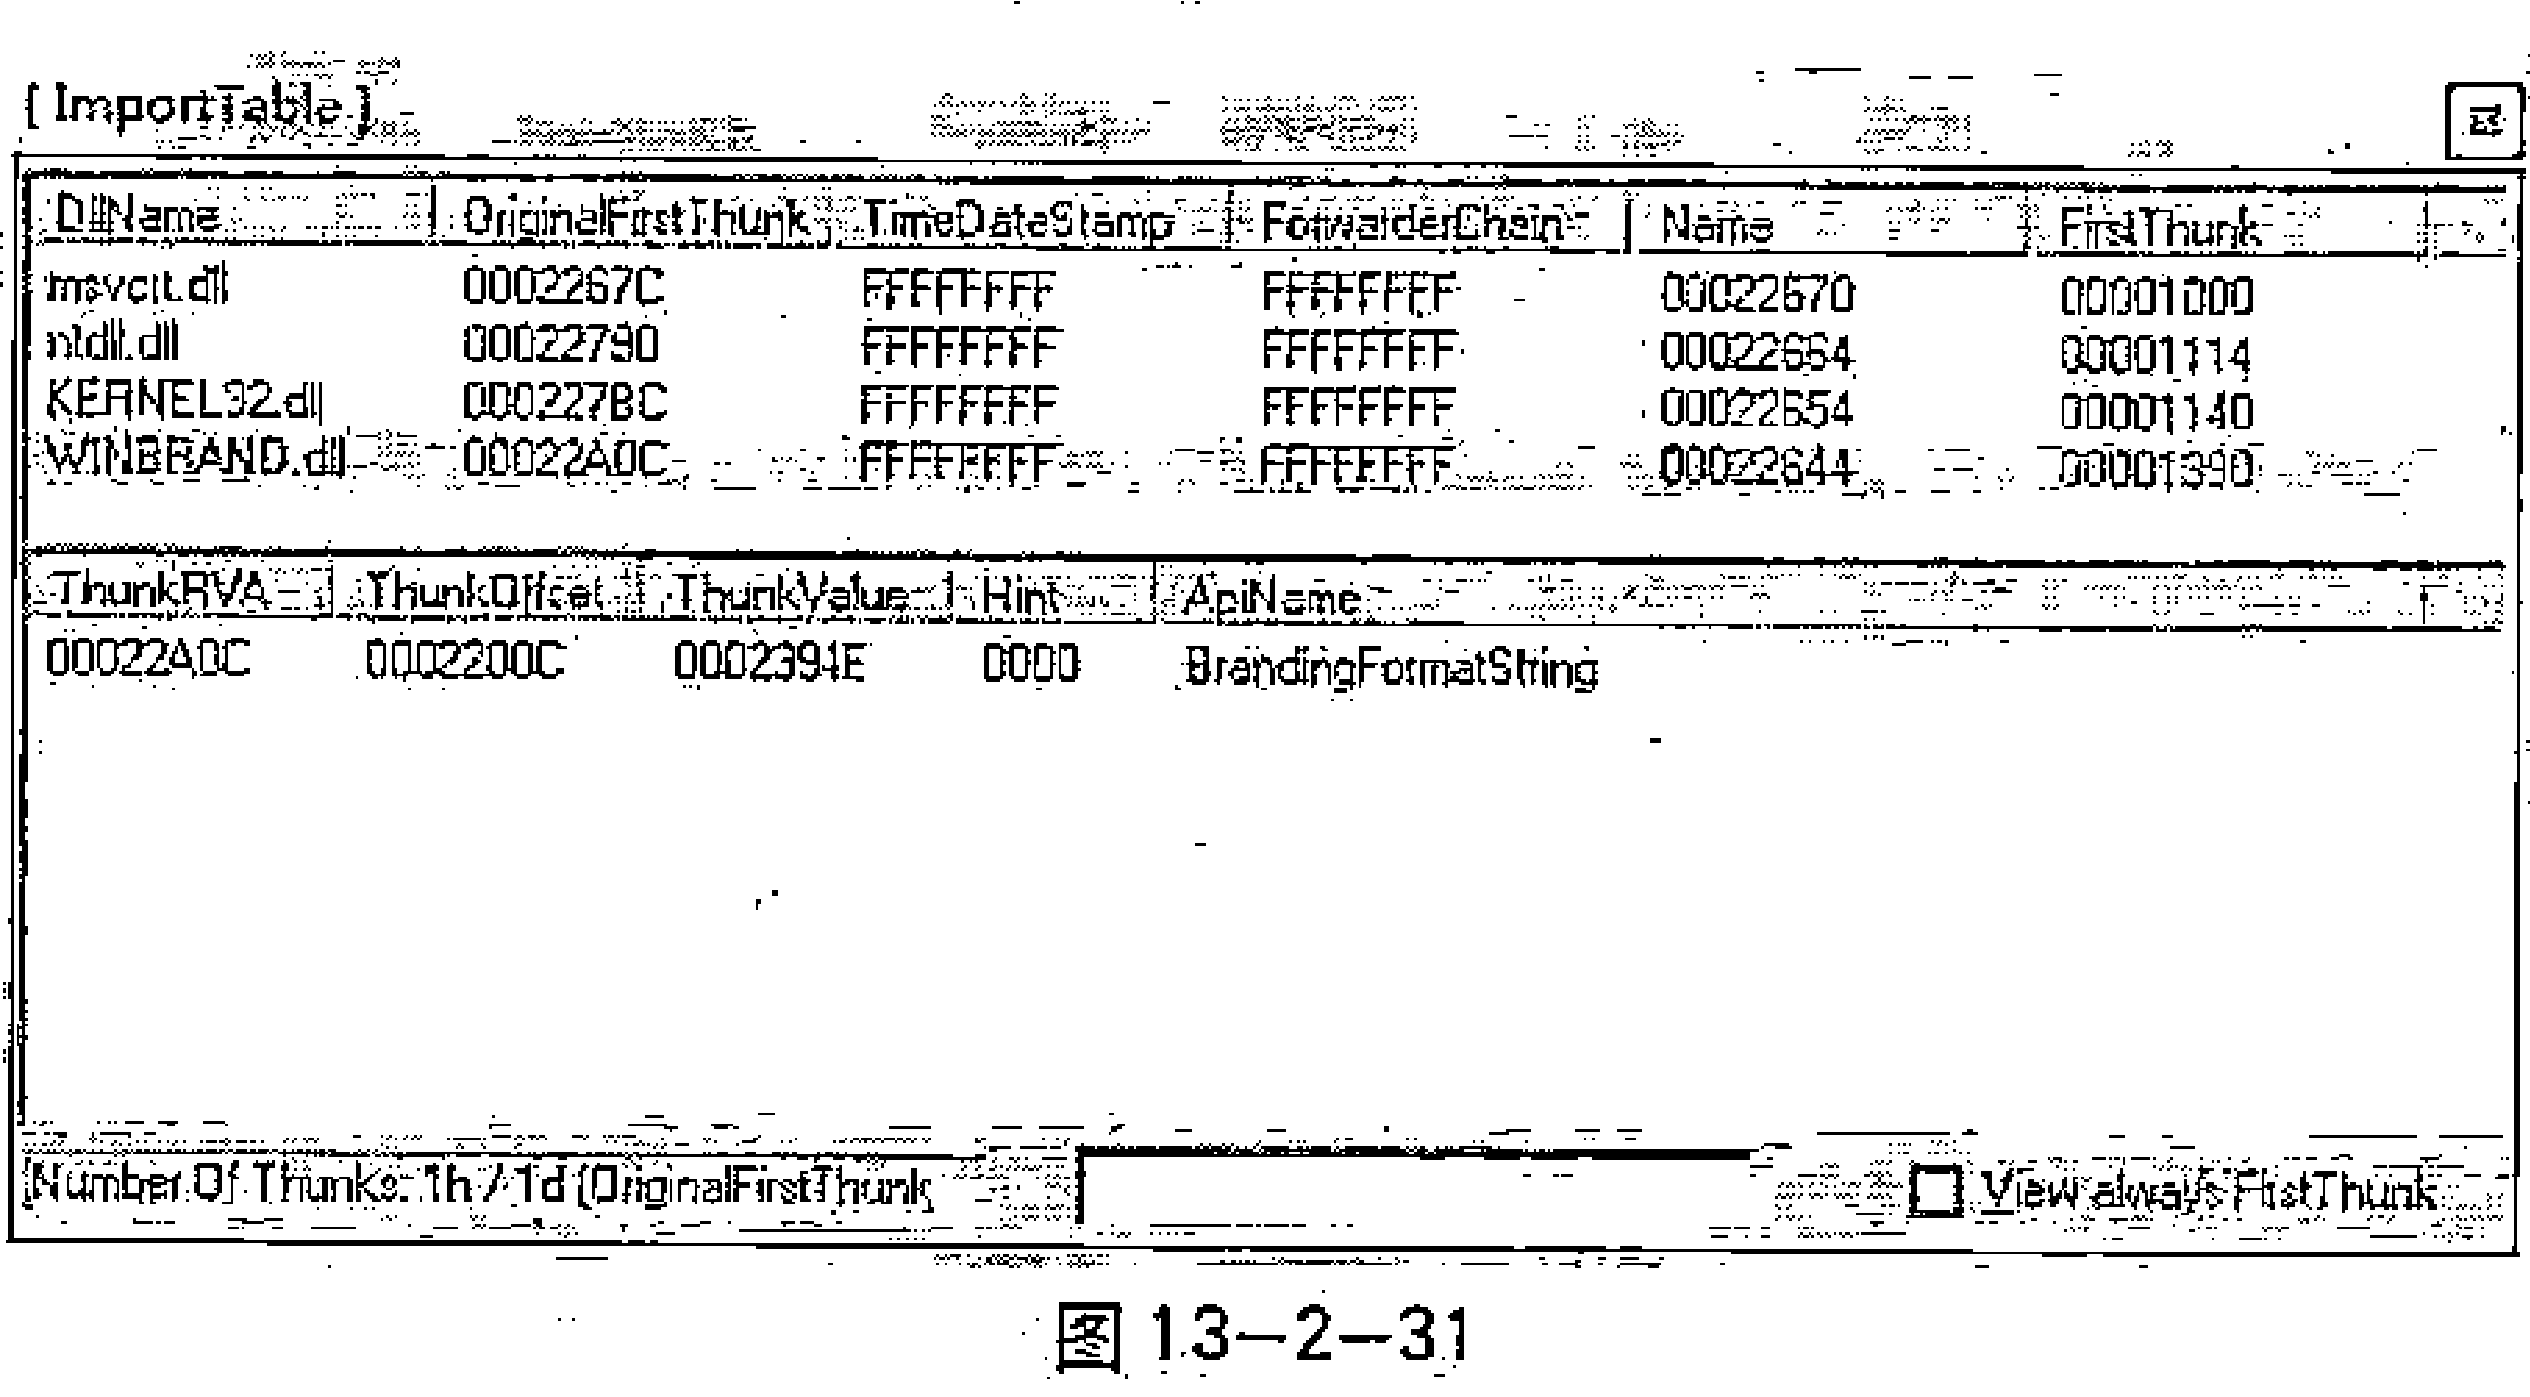 [ ImportTable ]
DllName OriginalFirstThunk TimeDateStamp ForwarderChain Name FirstThunk
msvcrt.dll 0002267C FFFFFFFF FFFFFFFF 00022670 00001000
ntdll.dll 00022790 FFFFFFFF FFFFFFFF 00022664 00001114
KERNEL32.dll 000227BC FFFFFFFF FFFFFFFF 00022654 00001140
WINBRAND.dll 00022A0C FFFFFFFF FFFFFFFF 00022644 00001390
ThunkRVA ThunkOffset ThunkValue Hint ApiName
00022A0C 0002200C 0002394E 0000 BrandingFormatString
Number Of Thunks: 1h / 1d (OriginalFirstThunk
View always FirstThunk
图 13-2-31